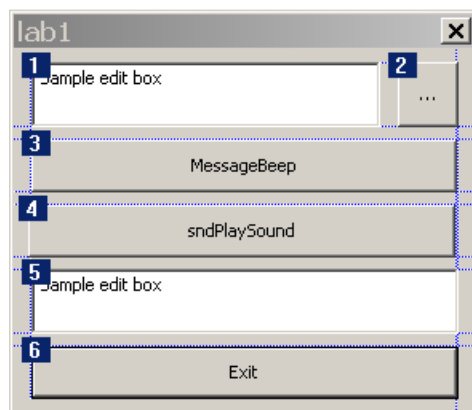 lab1
1
Sample edit box
2
...
3
MessageBeep
4
sndPlaySound
5
Sample edit box
6
Exit